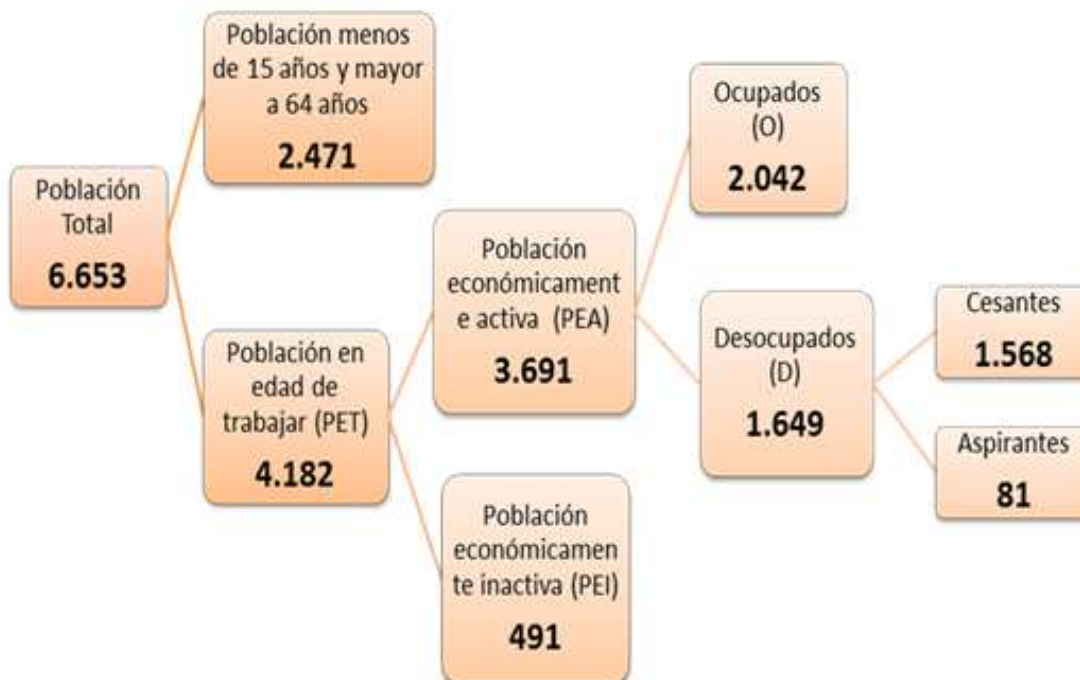 Población
Total
6.653
Población menos
de 15 años y mayor
a 64 años
2.471
Población en
edad de
trabajar (PET)
4.182
Población
económicament
e activa (PEA)
3.691
Población
económicamen
te inactiva (PEI)
491
Ocupados
(O)
2.042
Desocupados
(D)
1.649
Cesantes
1.568
Aspirantes
81